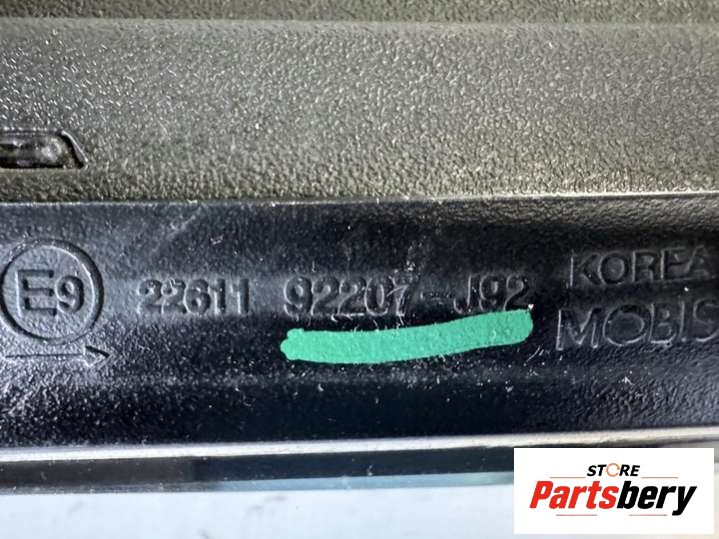 E9 22611 92207-J92 KOREA
MOBIS
STORE
Partsbery